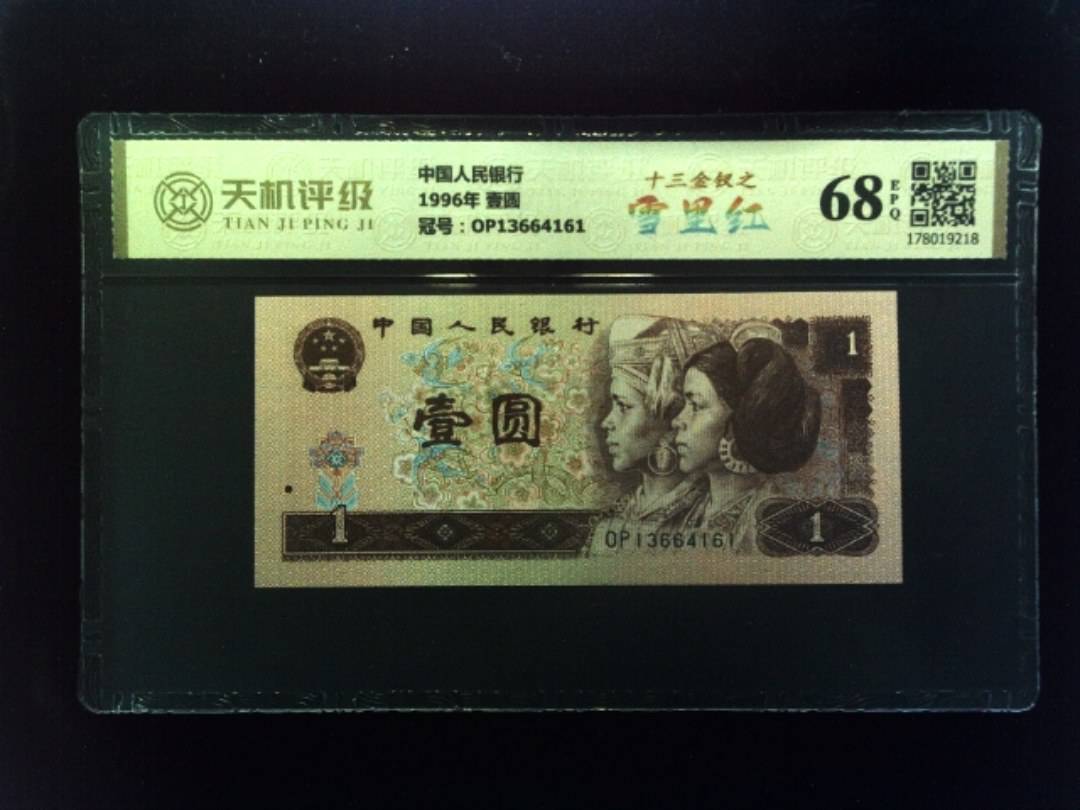 天机评级
TIAN JI PING JI
中国人民银行
1996年 壹圆
冠号：OP13664161
十三金钗之
雪里红
68
EPQ
178019218
中国人民银行
1
壹圆
1
OP13664161
1